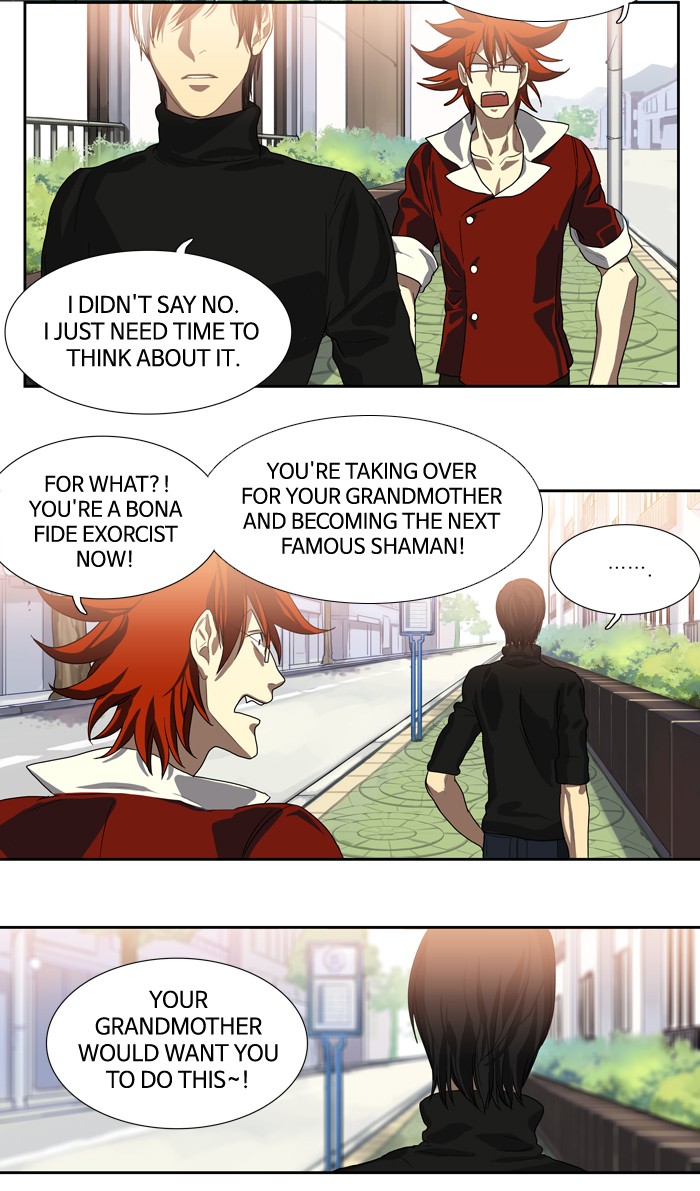 I DIDN'T SAY NO.
I JUST NEED TIME TO
THINK ABOUT IT.
FOR WHAT?!
YOU'RE A BONA
FIDE EXORCIST
NOW!
YOU'RE TAKING OVER
FOR YOUR GRANDMOTHER
AND BECOMING THE NEXT
FAMOUS SHAMAN!
…….
YOUR
GRANDMOTHER
WOULD WANT YOU
TO DO THIS~!